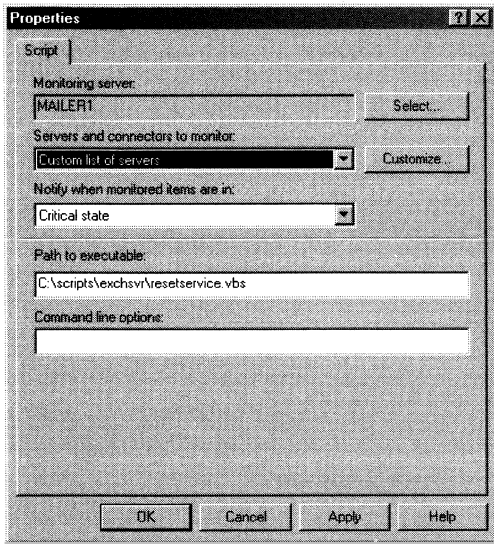 Properties
Script
Monitoring server:
MAILER1
Select...
Servers and connectors to monitor:
Custom list of servers
Customize...
Notify when monitored items are in:
Critical state
Path to executable:
C:\scripts\exchsvr\resetservice.vbs
Command line options:
OK Cancel Apply Help